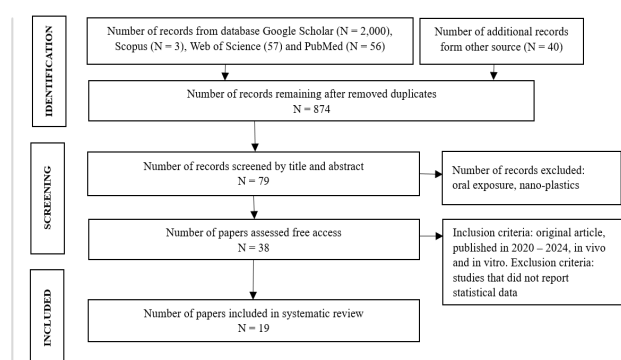 IDENTIFICATION
Number of records from database Google Scholar (N = 2,000),
Scopus (N = 3), Web of Science (57) and PubMed (N = 56)
Number of additional records
form other source (N = 40)
Number of records remaining after removed duplicates
N = 874
SCREENING
Number of records screened by title and abstract
N = 79
Number of records excluded:
oral exposure, nano-plastics
Number of papers assessed free access
N = 38
Inclusion criteria: original article,
published in 2020 – 2024, in vivo
and in vitro. Exclusion criteria:
studies that did not report
statistical data
INCLUDED
Number of papers included in systematic review
N = 19